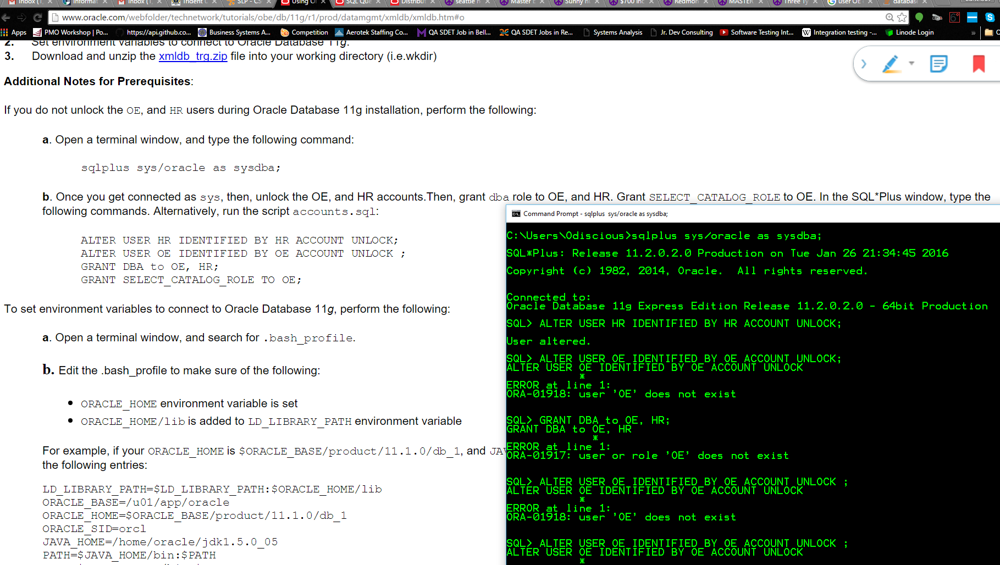 Inbox (1,
Informat
Inbox (1,
Trident
SLP - CS
Using O
SQL Que
Distribut
seattle h
Master
Sunny h
$700 Inc
Redmon
MASTER
Three Ty
user OE
databas
www.oracle.com/webfolder/technetwork/tutorials/obe/db/11g/r1/prod/datamgmt/xmldb/xmldb.htm#o
Apps
PMO Workshop | Po...
https://api.github.co...
Business Systems A...
Competition
Aerotek Staffing Co...
QA SDET Job in Bell...
QA SDET Jobs in Re...
Systems Analysis
Jr. Dev Consulting
Software Testing Int...
Integration testing -...
Linode Login
»
2. Set environment variables to connect to Oracle Database 11g.
3. Download and unzip the xmldb_trg.zip file into your working directory (i.e.wkdir)
Additional Notes for Prerequisites:
If you do not unlock the OE, and HR users during Oracle Database 11g installation, perform the following:
a. Open a terminal window, and type the following command:
sqlplus sys/oracle as sysdba;
b. Once you get connected as sys, then, unlock the OE, and HR accounts.Then, grant dba role to OE, and HR. Grant SELECT_CATALOG_ROLE to OE. In the SQL*Plus window, type the
following commands. Alternatively, run the script accounts.sql:
ALTER USER HR IDENTIFIED BY HR ACCOUNT UNLOCK;
ALTER USER OE IDENTIFIED BY OE ACCOUNT UNLOCK ;
GRANT DBA to OE, HR;
GRANT SELECT_CATALOG_ROLE TO OE;
To set environment variables to connect to Oracle Database 11g, perform the following:
a. Open a terminal window, and search for .bash_profile.
b. Edit the .bash_profile to make sure of the following:
• ORACLE_HOME environment variable is set
• ORACLE_HOME/lib is added to LD_LIBRARY_PATH environment variable
For example, if your ORACLE_HOME is $ORACLE_BASE/product/11.1.0/db_1, and JAV
the following entries:
LD_LIBRARY_PATH=$LD_LIBRARY_PATH:$ORACLE_HOME/lib
ORACLE_BASE=/u01/app/oracle
ORACLE_HOME=$ORACLE_BASE/product/11.1.0/db_1
ORACLE_SID=orcl
JAVA_HOME=/home/oracle/jdk1.5.0_05
PATH=$JAVA_HOME/bin:$PATH
Command Prompt - sqlplus sys/oracle as sysdba;
C:\Users\Odiscious>sqlplus sys/oracle as sysdba;
SQL*Plus: Release 11.2.0.2.0 Production on Tue Jan 26 21:34:45 2016
Copyright (c) 1982, 2014, Oracle. All rights reserved.
Connected to:
Oracle Database 11g Express Edition Release 11.2.0.2.0 - 64bit Production
SQL> ALTER USER HR IDENTIFIED BY HR ACCOUNT UNLOCK;
User altered.
SQL> ALTER USER OE IDENTIFIED BY OE ACCOUNT UNLOCK;
ALTER USER OE IDENTIFIED BY OE ACCOUNT UNLOCK
*
ERROR at line 1:
ORA-01918: user 'OE' does not exist
SQL> GRANT DBA to OE, HR;
GRANT DBA to OE, HR
*
ERROR at line 1:
ORA-01917: user or role 'OE' does not exist
SQL> ALTER USER OE IDENTIFIED BY OE ACCOUNT UNLOCK ;
ALTER USER OE IDENTIFIED BY OE ACCOUNT UNLOCK
*
ERROR at line 1:
ORA-01918: user 'OE' does not exist
SQL> ALTER USER OE IDENTIFIED BY OE ACCOUNT UNLOCK ;
ALTER USER OE IDENTIFIED BY OE ACCOUNT UNLOCK
*